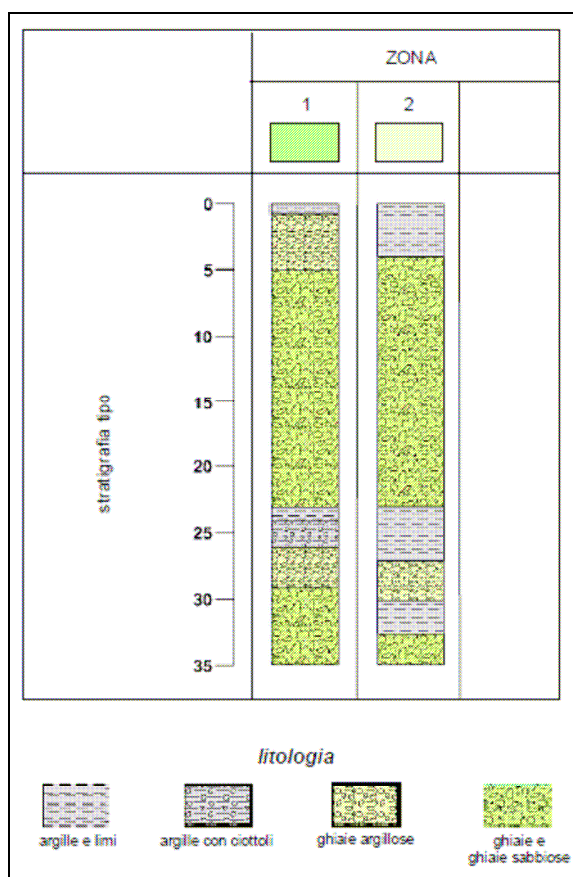 ZONA
1 2
0
5
10
15
20
25
30
35
stratigrafia tipo
litologia
argille e limi
argille con ciottoli
ghiaie argillose
ghiaie e
ghiaie sabbiose